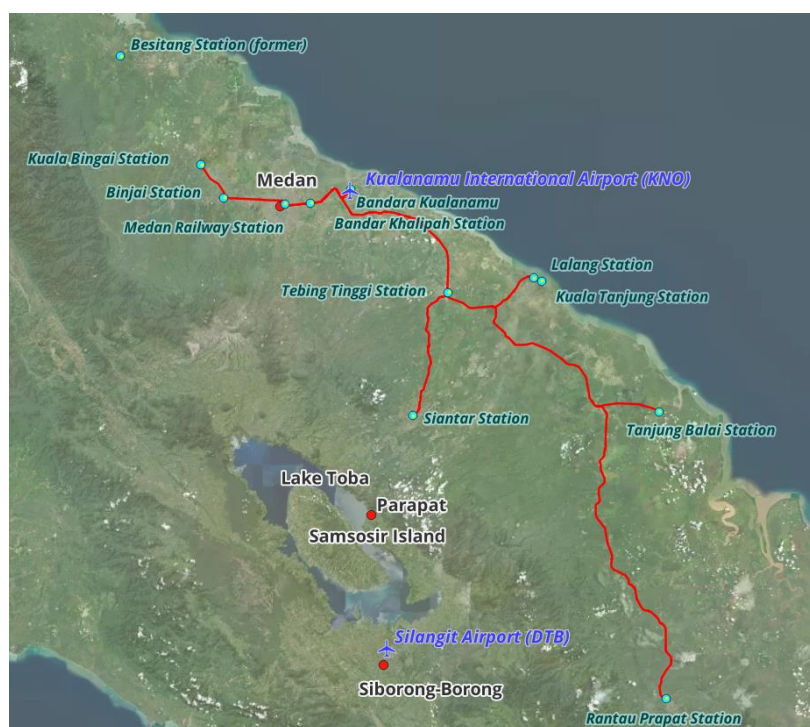 Besitang Station (former)
Kuala Bingai Station
Kualanamu International Airport (KNO)
Medan
Binjai Station
Bandara Kualanamu
Medan Railway Station
Bandar Khalipah Station
Lalang Station
Tebing Tinggi Station
Kuala Tanjung Station
Siantar Station
Tanjung Balai Station
Lake Toba
Parapat
Samsosir Island
Silangit Airport (DTB)
Siborong-Borong
Rantau Prapat Station